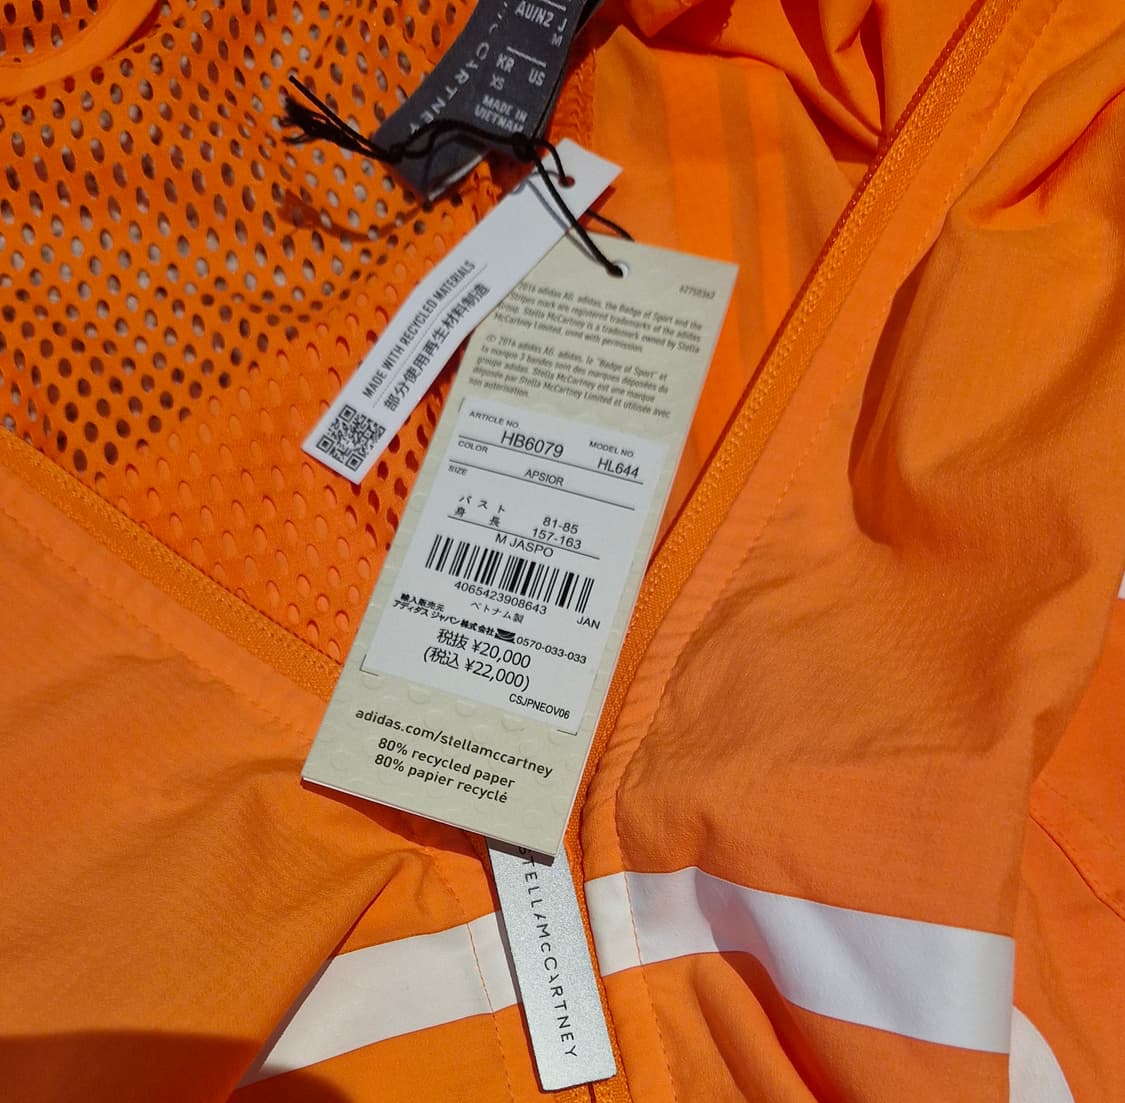 AU/NZ
J
M
KR
US
XS
MADE IN
VIETNAM
CARTNEY
MADE WITH RECYCLED MATERIALS
部分使用再生材料制造
62750362
2016 adidas AG. adidas, the Badge of Sport and the
Stripes mark are registered trademarks of the adidas
Group. Stella McCartney is a trademark owned by Stella
McCartney Limited, used with permission.
© 2016 adidas AG. adidas, le "Badge of Sport" et
la marque 3 bandes sont des marques déposées du
groupe adidas. Stella McCartney est une marque
déposée par Stella McCartney Limited et utilisée avec
son autorisation.
ARTICLE NO. HB6079
MODEL NO. HL644
COLOR APSIOR
SIZE
バスト 81-85
身長 157-163
M JASPO
4065423908643
ベトナム製 JAN
輸入販売元
アディダス ジャパン株式会社 0570-033-033
税抜 ¥20,000
(税込 ¥22,000)
CSJPNEOV06
adidas.com/stellamccartney
80% recycled paper
80% papier recyclé
STELLAMcCARTNEY